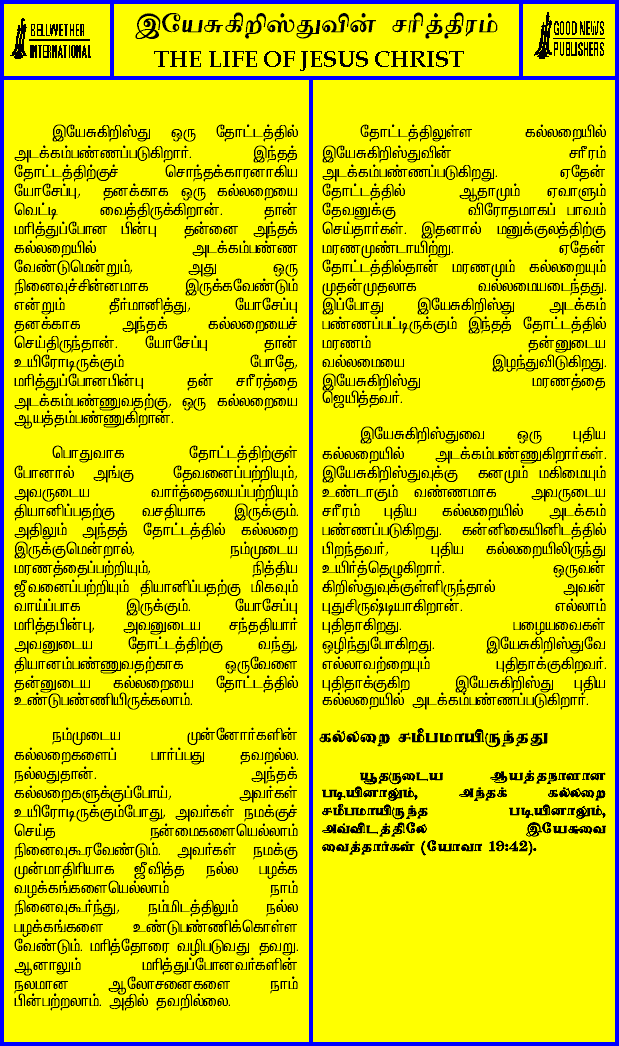 BELLWETHER
INTERNATIONAL
இயேசுகிறிஸ்துவின் சரித்திரம்
THE LIFE OF JESUS CHRIST
GOOD NEWS
PUBLISHERS
இயேசுகிறிஸ்து ஒரு தோட்டத்தில்
அடக்கம்பண்ணப்படுகிறார். இந்தத்
தோட்டத்திற்குச் சொந்தக்காரனாகிய
யோசேப்பு, தனக்காக ஒரு கல்லறையை
வெட்டி வைத்திருக்கிறான். தான்
மரித்துப்போன பின்பு தன்னை அந்தக்
கல்லறையில் அடக்கம்பண்ண
வேண்டுமென்றும், அது ஒரு
நினைவுச்சின்னமாக இருக்கவேண்டும்
என்றும் தீர்மானித்து, யோசேப்பு
தனக்காக அந்தக் கல்லறையைச்
செய்திருந்தான். யோசேப்பு தான்
உயிரோடிருக்கும் போதே,
மரித்துப்போனபின்பு தன் சரீரத்தை
அடக்கம்பண்ணுவதற்கு, ஒரு கல்லறையை
ஆயத்தம்பண்ணுகிறான்.
பொதுவாக தோட்டத்திற்குள்
போனால் அங்கு தேவனைப்பற்றியும்,
அவருடைய வார்த்தையைப்பற்றியும்
தியானிப்பதற்கு வசதியாக இருக்கும்.
அதிலும் அந்தத் தோட்டத்தில் கல்லறை
இருக்குமென்றால், நம்முடைய
மரணத்தைப்பற்றியும், நித்திய
ஜீவனைப்பற்றியும் தியானிப்பதற்கு மிகவும்
வாய்ப்பாக இருக்கும். யோசேப்பு
மரித்தபின்பு, அவனுடைய சந்ததியார்
அவனுடைய தோட்டத்திற்கு வந்து,
தியானம்பண்ணுவதற்காக ஒருவேளை
தன்னுடைய கல்லறையை தோட்டத்தில்
உண்டுபண்ணியிருக்கலாம்.
நம்முடைய முன்னோர்களின்
கல்லறைகளைப் பார்ப்பது தவறல்ல.
நல்லதுதான். அந்தக்
கல்லறைகளுக்குப்போய், அவர்கள்
உயிரோடிருக்கும்போது, அவர்கள் நமக்குச்
செய்த நன்மைகளையெல்லாம்
நினைவுகூரவேண்டும். அவர்கள் நமக்கு
முன்மாதிரியாக ஜீவித்த நல்ல பழக்க
வழக்கங்களையெல்லாம் நாம்
நினைவுகூர்ந்து, நம்மிடத்திலும் நல்ல
பழக்கங்களை உண்டுபண்ணிக்கொள்ள
வேண்டும். மரித்தோரை வழிபடுவது தவறு.
ஆனாலும் மரித்துப்போனவர்களின்
நலமான ஆலோசனைகளை நாம்
பின்பற்றலாம். அதில் தவறில்லை.
தோட்டத்திலுள்ள கல்லறையில்
இயேசுகிறிஸ்துவின் சரீரம்
அடக்கம்பண்ணப்படுகிறது. ஏதேன்
தோட்டத்தில் ஆதாமும் ஏவாளும்
தேவனுக்கு விரோதமாகப் பாவம்
செய்தார்கள். இதனால் மனுக்குலத்திற்கு
மரணமுண்டாயிற்று. ஏதேன்
தோட்டத்தில்தான் மரணமும் கல்லறையும்
முதன்முதலாக வல்லமையடைந்தது.
இப்போது இயேசுகிறிஸ்து அடக்கம்
பண்ணப்பட்டிருக்கும் இந்தத் தோட்டத்தில்
மரணம் தன்னுடைய
வல்லமையை இழந்துவிடுகிறது.
இயேசுகிறிஸ்து மரணத்தை
ஜெயித்தவர்.
இயேசுகிறிஸ்துவை ஒரு புதிய
கல்லறையில் அடக்கம்பண்ணுகிறார்கள்.
இயேசுகிறிஸ்துவுக்கு கனமும் மகிமையும்
உண்டாகும் வண்ணமாக அவருடைய
சரீரம் புதிய கல்லறையில் அடக்கம்
பண்ணப்படுகிறது. கன்னிகையினிடத்தில்
பிறந்தவர், புதிய கல்லறையிலிருந்து
உயிர்த்தெழுகிறார். ஒருவன்
கிறிஸ்துவுக்குள்ளிருந்தால் அவன்
புதுசிருஷ்டியாகிறான். எல்லாம்
புதிதாகிறது. பழையவைகள்
ஒழிந்துபோகிறது. இயேசுகிறிஸ்துவே
எல்லாவற்றையும் புதிதாக்குகிறவர்.
புதிதாக்குகிற இயேசுகிறிஸ்து புதிய
கல்லறையில் அடக்கம்பண்ணப்படுகிறார்.
கல்லறை சமீபமாயிருந்தது
யூதருடைய ஆயத்தநாளான
படியினாலும், அந்தக் கல்லறை
சமீபமாயிருந்த படியினாலும்,
அவ்விடத்திலே இயேசுவை
வைத்தார்கள் (யோவா 19:42).